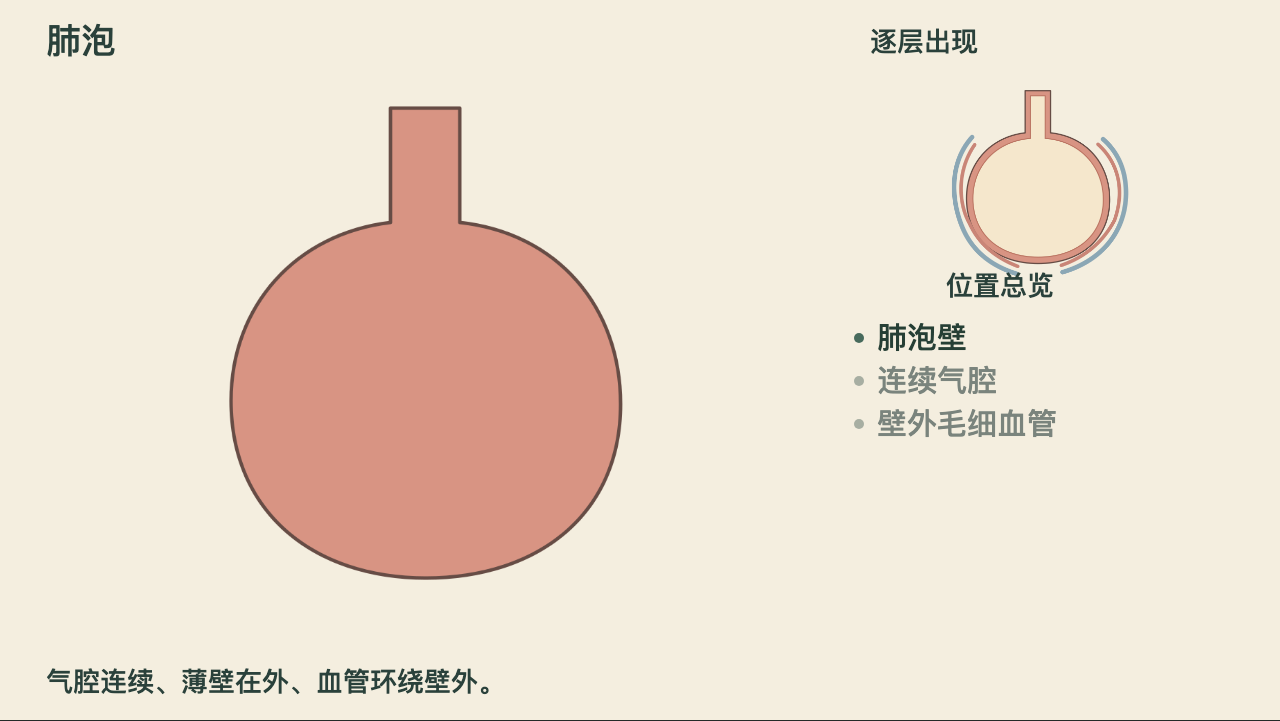 肺泡
逐层出现
位置总览
肺泡壁
连续气腔
壁外毛细血管
气腔连续、薄壁在外、血管环绕壁外。